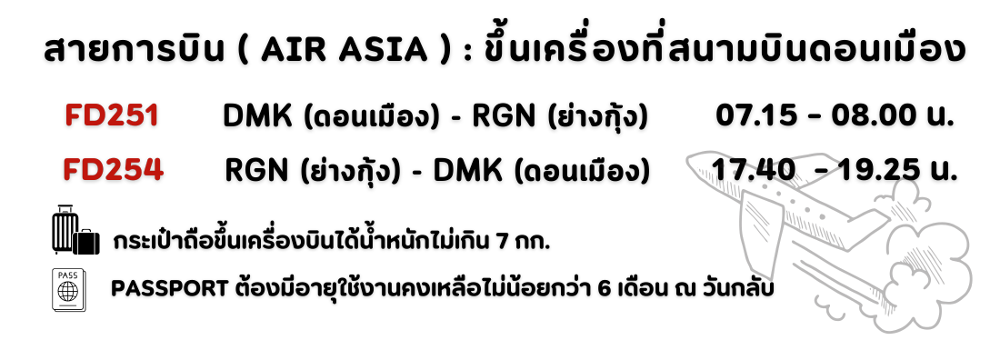 สายการบิน ( AIR ASIA ) : ขึ้นเครื่องที่สนามบินดอนเมือง
FD251 DMK (ดอนเมือง) - RGN (ย่างกุ้ง) 07.15 - 08.00 น.
FD254 RGN (ย่างกุ้ง) - DMK (ดอนเมือง) 17.40 - 19.25 น.
กระเป๋าถือขึ้นเครื่องบินได้น้ำหนักไม่เกิน 7 กก.
PASS
PASSPORT ต้องมีอายุใช้งานคงเหลือไม่น้อยกว่า 6 เดือน ณ วันกลับ